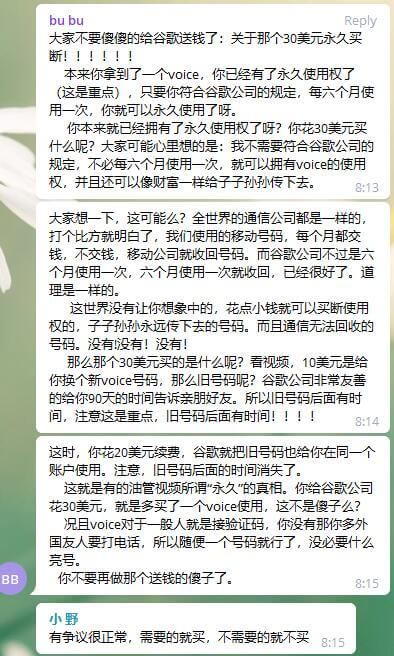 bu bu
Reply
大家不要傻傻的给谷歌送钱了：关于那个30美元永久买
断！！！！！！
本来你拿到了一个voice，你已经有了永久使用权了
（这是重点），只要你符合谷歌公司的规定，每六个月使
用一次，你就可以永久使用了呀。
你本来就已经拥有了永久使用权了呀？你花30美元买
什么呢？大家可能心里想的是：我不需要符合谷歌公司的
规定，不必每六个月使用一次，就可以拥有voice的使用
权，并且还可以像财富一样给子子孙孙传下去。
8:13
大家想一下，这可能么？全世界的通信公司都是一样的，
打个比方就明白了，我们使用的移动号码，每个月都交
钱，不交钱，移动公司就收回号码。而谷歌公司不过是六
个月使用一次，六个月使用一次就收回，已经很好了。道
理是一样的。
这世界没有让你想象中的，花点小钱就可以买断使用
权的，子子孙孙永远传下去的号码。而且通信无法回收的
号码。没有!没有！没有！
那么那个30美元买的是什么呢？看视频，10美元是给
你换个新voice号码，那么旧号码呢？谷歌公司非常友善
的给你90天的时间告诉亲朋好友。所以旧号码后面有时
间，注意这是重点，旧号码后面有时间！！！！
8:14
这时，你花20美元续费，谷歌就把旧号码也给你在同一个
账户使用。注意，旧号码后面的时间消失了。
这就是有的油管视频所谓“永久”的真相。你给谷歌公司
花30美元，就是多买了一个voice使用，这不是傻子么？
况且voice对于一般人就是接验证码，你没有那你多外
国友人要打电话，所以随便一个号码就行了，没必要什么
亮号。
你不要再做那个送钱的傻子了。
8:15
BB
小 野
有争议很正常，需要的就买，不需要的就不买
8:15